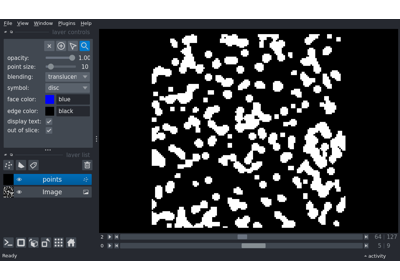 File View Window Plugins Help
layer controls
opacity: 1.00
point size: 10
blending: translucen
symbol: disc
face color: blue
edge color: black
display text:
out of slice:
layer list
points
Image
2 64 127
0 5 9
Ready activity